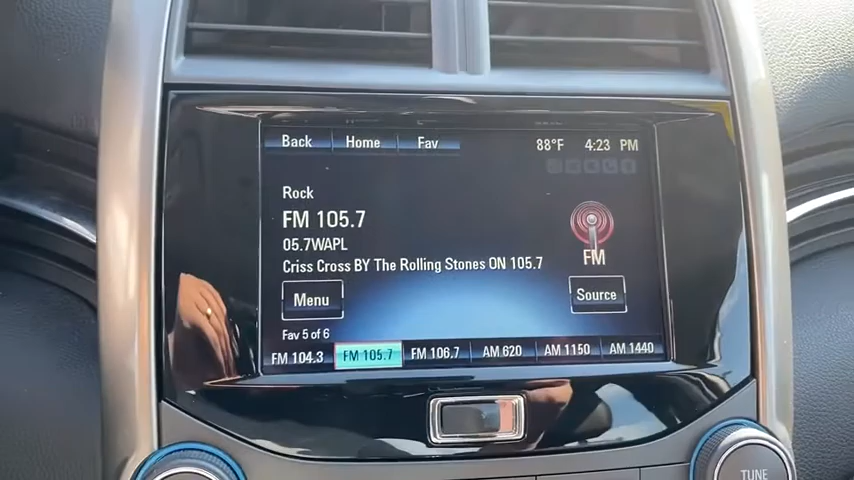 Back Home Fav 88°F 4:23 PM
Rock
FM 105.7
05.7WAPL
Criss Cross BY The Rolling Stones ON 105.7
FM
Menu
Source
Fav 5 of 6
FM 104.3 FM 105.7 FM 106.7 AM 620 AM 1150 AM 1440
TUNE